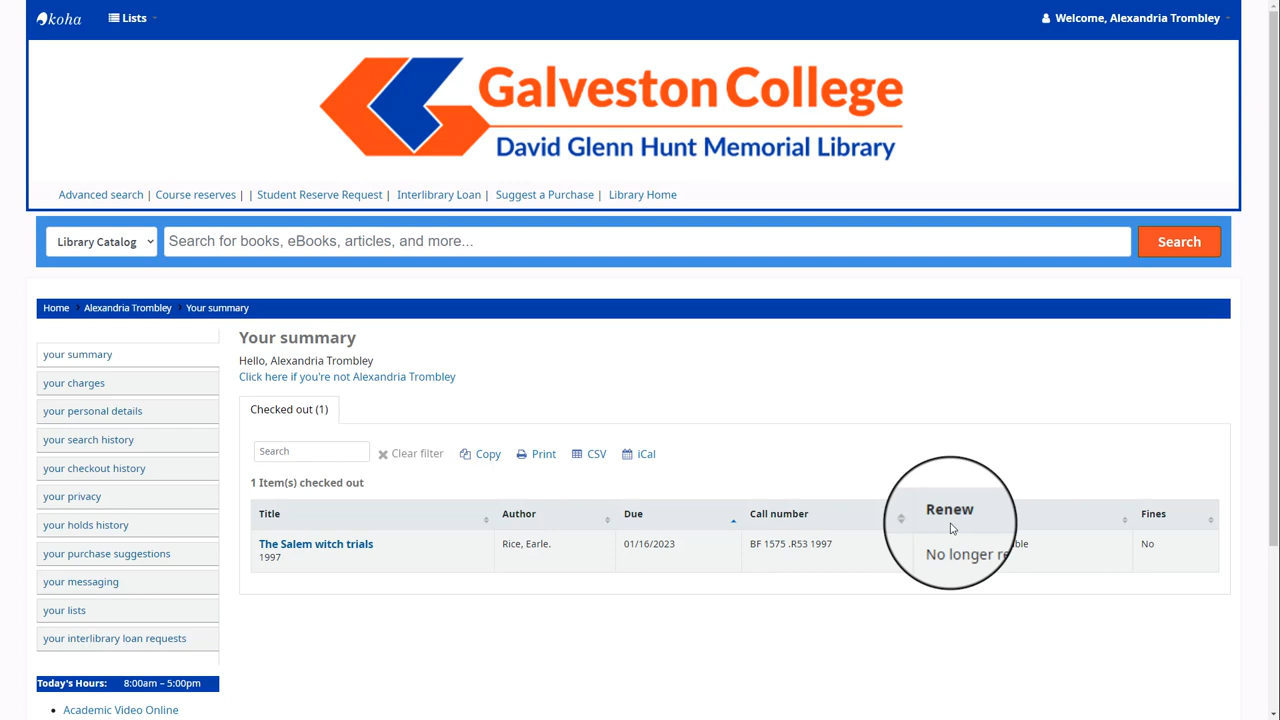 koha Lists Welcome, Alexandria Trombley
Galveston College
David Glenn Hunt Memorial Library
Advanced search | Course reserves | | Student Reserve Request | Interlibrary Loan | Suggest a Purchase | Library Home
Library Catalog Search for books, eBooks, articles, and more... Search
Home Alexandria Trombley Your summary
your summary
your charges
your personal details
your search history
your checkout history
your privacy
your holds history
your purchase suggestions
your messaging
your lists
your interlibrary loan requests
Today's Hours: 8:00am – 5:00pm
Academic Video Online
Your summary
Hello, Alexandria Trombley
Click here if you're not Alexandria Trombley
Checked out (1)
Search Clear filter Copy Print CSV iCal
1 Item(s) checked out
Title Author Due Call number Renew Fines
The Salem witch trials Rice, Earle. 01/16/2023 BF 1575 .R53 1997 No longer No
1997